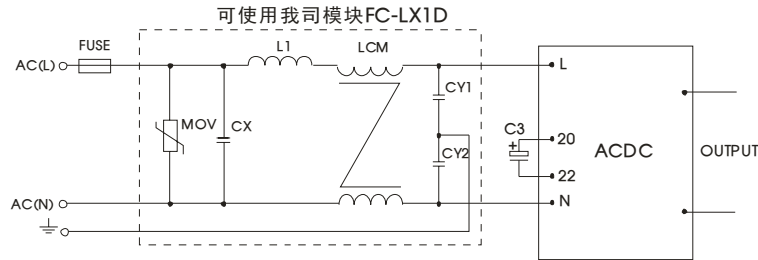 可使用我司模块FC-LX1D
FUSE
L1
LCM
AC(L)
L
CY1
MOV
CX
C3
+
20
ACDC
OUTPUT
CY2
22
AC(N)
N